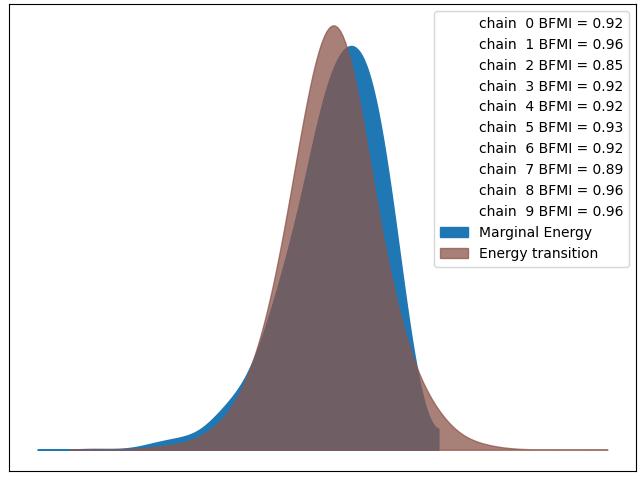 chain  0 BFMI = 0.92
chain  1 BFMI = 0.96
chain  2 BFMI = 0.85
chain  3 BFMI = 0.92
chain  4 BFMI = 0.92
chain  5 BFMI = 0.93
chain  6 BFMI = 0.92
chain  7 BFMI = 0.89
chain  8 BFMI = 0.96
chain  9 BFMI = 0.96
Marginal Energy
Energy transition